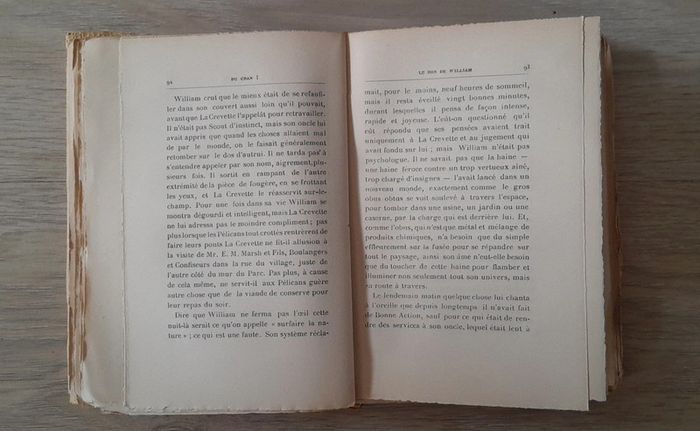 92
DU CRAN !
William crut que le mieux était de se refaufi-
ler dans son couvert aussi loin qu'il pouvait,
avant que La Crevette l'appelât pour retravailler.
Il n'était pas Scout d'instinct, mais son oncle lui
avait appris que quand les choses allaient mal
de par le monde, on le faisait généralement
retomber sur le dos d'autrui. Il ne tarda pas à
s'entendre appeler par son nom, aigrement, plu-
sieurs fois. Il sortit en rampant de l'autre
extrémité de la pièce de fougère, en se frottant
les yeux, et La Crevette le réasservit sur-le-
champ. Pour une fois dans sa vie William se
montra dégourdi et intelligent, mais La Crevette
ne lui adressa pas le moindre compliment ; pas
plus lorsque les Pélicans tout crottés rentrèrent de
faire leurs ponts La Crevette ne fit-il allusion à
la visite de Mr. E. M. Marsh et Fils, Boulangers
et Confiseurs dans la rue du village, juste de
l'autre côté du mur du Parc. Pas plus, à cause
de cela même, ne servit-il aux Pélicans guère
autre chose que de la viande de conserve pour
leur repas du soir.
Dire que William ne ferma pas l'œil cette
nuit-là serait ce qu'on appelle « surfaire la na-
ture » ; ce qui est une faute. Son système récla-
LE DON DE WILLIAM
93
mait, pour le moins, neuf heures de sommeil,
mais il resta éveillé vingt bonnes minutes,
durant lesquelles il pensa de façon intense,
rapide et joyeuse. L'eût-on questionné qu'il
eût répondu que ses pensées avaient trait
uniquement à La Crevette et au jugement qui
avait fondu sur lui ; mais William n'était pas
psychologue. Il ne savait pas que la haine —
une haine féroce contre un trop vertueux aîné,
trop chargé d'insignes — l'avait lancé dans un
nouveau monde, exactement comme le gros
obus obtus se voit soulevé à travers l'espace,
pour tomber dans une usine, un jardin ou une
caserne, par la charge qui est derrière lui. Et,
comme l'obus, qui n'est que métal et mélange de
produits chimiques, n'a besoin que du simple
effleurement sur la fusée pour se répandre sur
tout le paysage, ainsi son âme n'eut-elle besoin
que du toucher de cette haine pour flamber et
illuminer non seulement tout son univers, mais
sa route à travers.
Le lendemain matin quelque chose lui chanta
à l'oreille que depuis longtemps il n'avait fait
de Bonne Action, sauf pour ce qui était de ren-
dre des services à son oncle, lequel était lent à